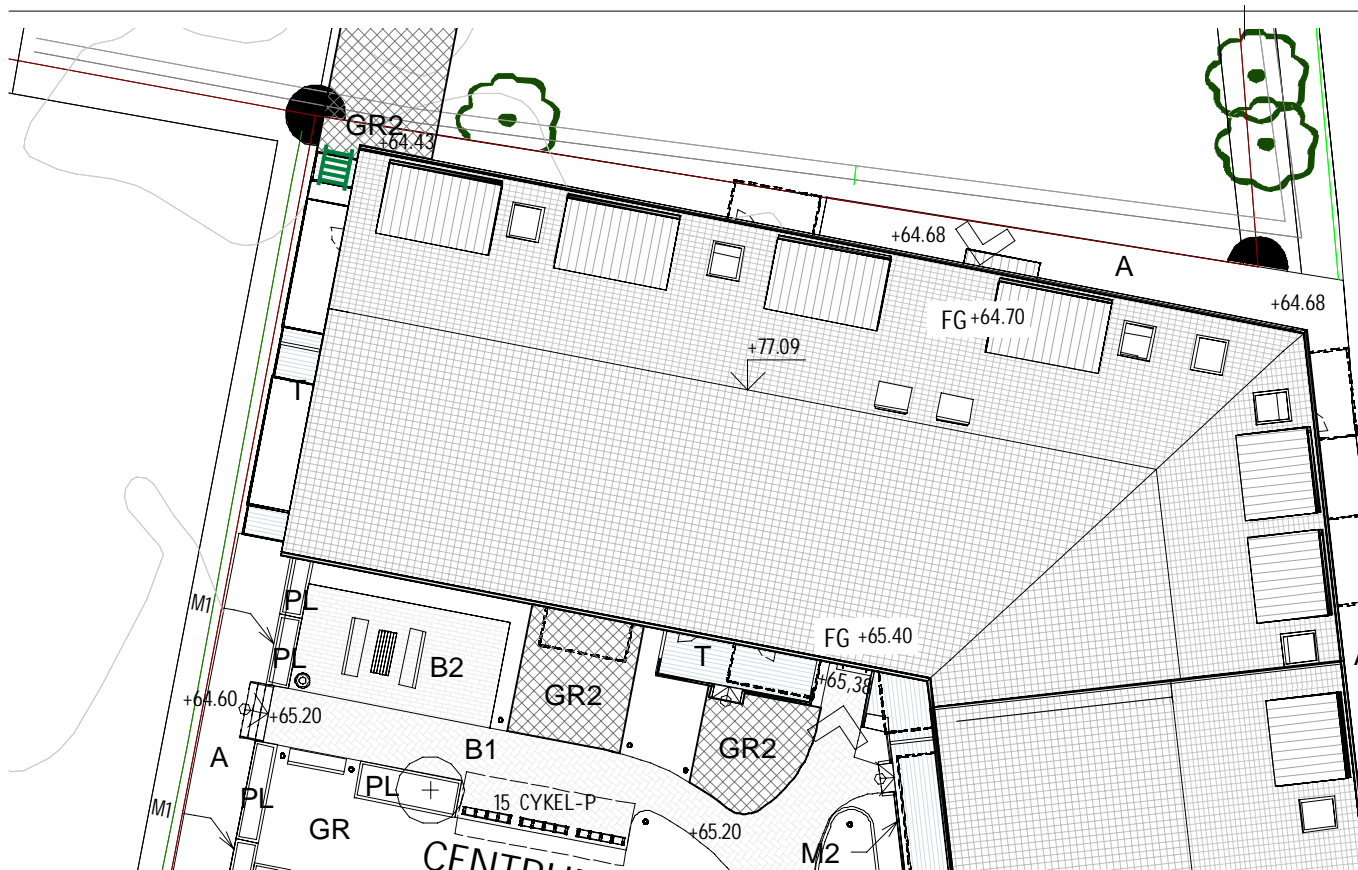 GR2
+64.43
+64.68
A
+64.68
FG +64.70
+77.09
T
M1
PL
FG +65.40
B2
T
PL
+65,38
GR2
+64.60
+65.20
B1
GR2
A
PL
PL
15 CYKEL-P
M1
GR
+65.20
M2